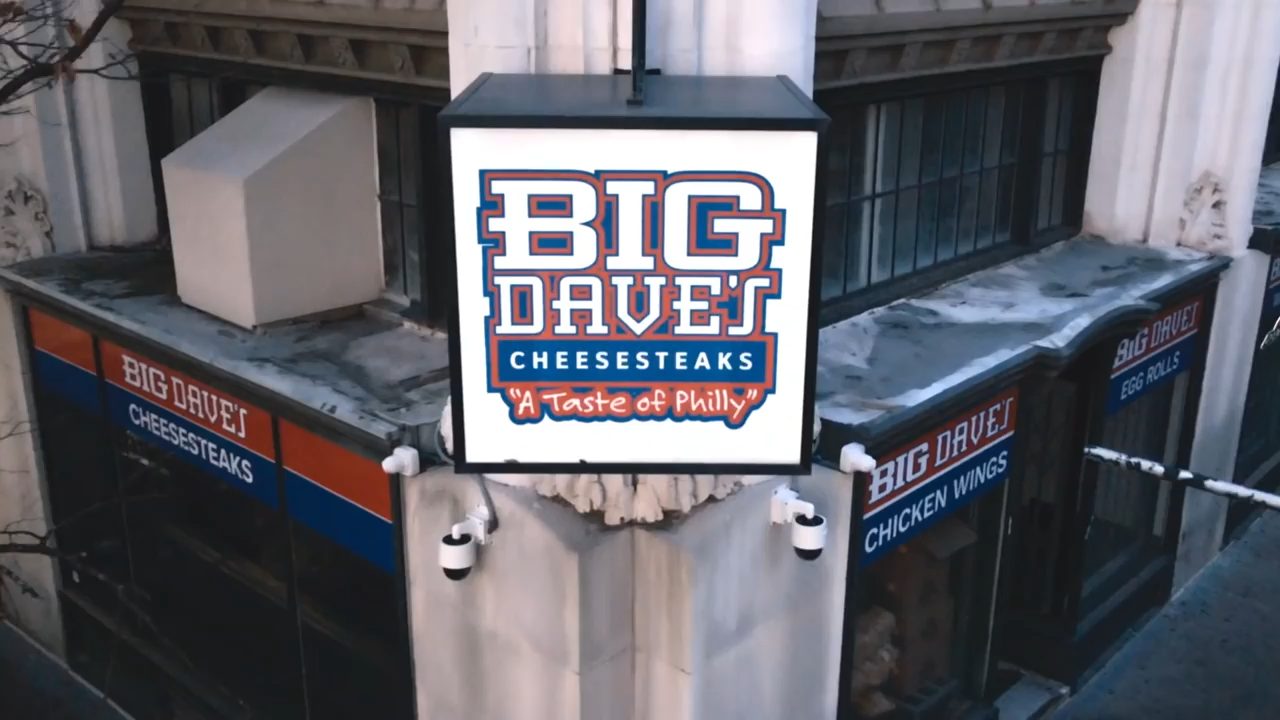 BIG
DAVE'S
CHEESESTEAKS
"A Taste of Philly"
BIG DAVE'S
CHEESESTEAKS
BIG DAVE'S
CHICKEN WINGS
BIG DAVE'S
EGG ROLLS